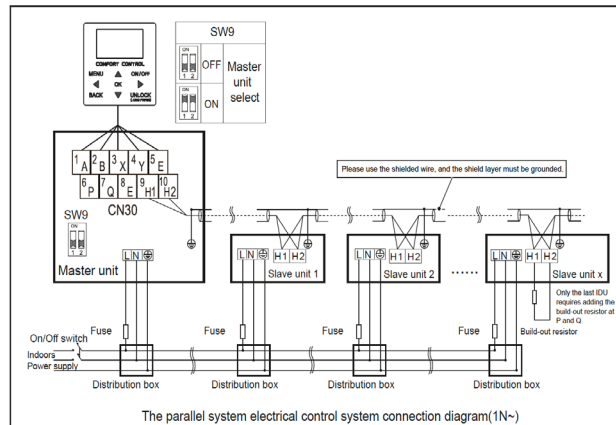 SW9
ON
1 2
OFF
Master
unit
select
ON
1 2
ON
COMFORT CONTROL
MENU ▲ ON/OFF
◀ OK ▶
BACK ▼ UNLOCK
1 A 2 B 3 X 4 Y 5 E
6 P 7 Q 8 E 9 H1 10 H2
CN30
SW9
ON
1 2
Master unit
L N
Please use the shielded wire, and the shield layer must be grounded.
H1 H2
Slave unit 1
L N
H1 H2
Slave unit 2
L N
......
H1 H2
Slave unit x
L N
Only the last IDU
requires adding the
build-out resistor at
P and Q
Build-out resistor
Fuse
Fuse
Fuse
Fuse
On/Off switch
Indoors
Power supply
Distribution box
Distribution box
Distribution box
Distribution box
The parallel system electrical control system connection diagram(1N~)